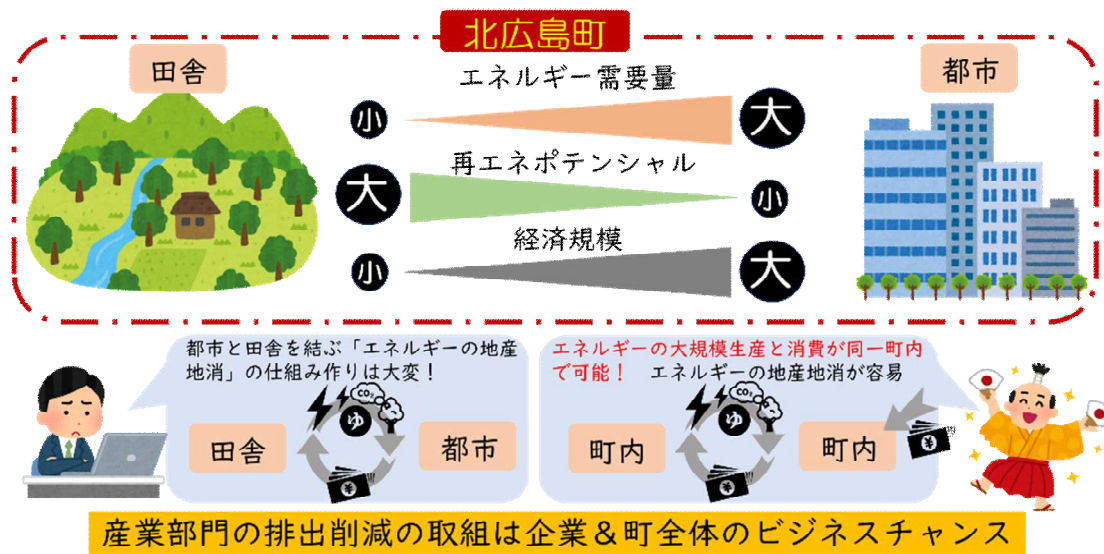 北広島町
田舎
都市
エネルギー需要量
小
大
再エネポテンシャル
大
小
経済規模
小
大
都市と田舎を結ぶ「エネルギーの地産
地消」の仕組み作りは大変！
CO₂
ゆ
田舎
都市
¥
エネルギーの大規模生産と消費が同一町内
で可能！　エネルギーの地産地消が容易
CO₂
ゆ
町内
町内
¥
¥
産業部門の排出削減の取組は企業＆町全体のビジネスチャンス